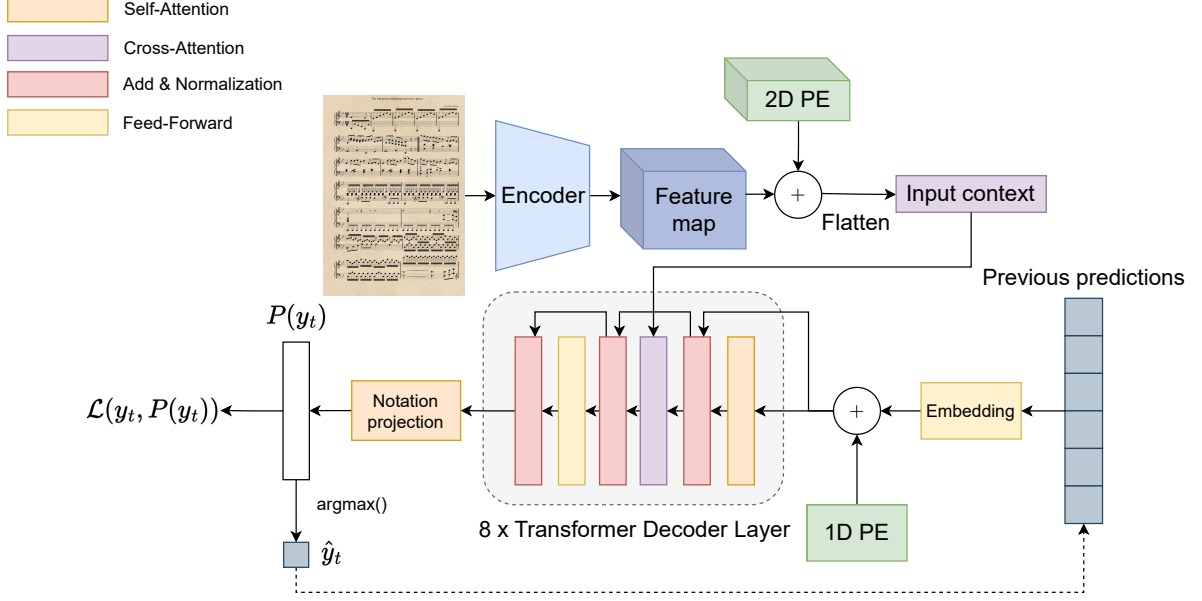 Self-Attention
Cross-Attention
Add & Normalization
Feed-Forward
2D PE
Encoder
Feature
map
+
Flatten
Input context
Previous predictions
P(y_t)
L(y_t, P(y_t))
Notation
projection
+
Embedding
argmax()
8 x Transformer Decoder Layer
1D PE
ŷ_t